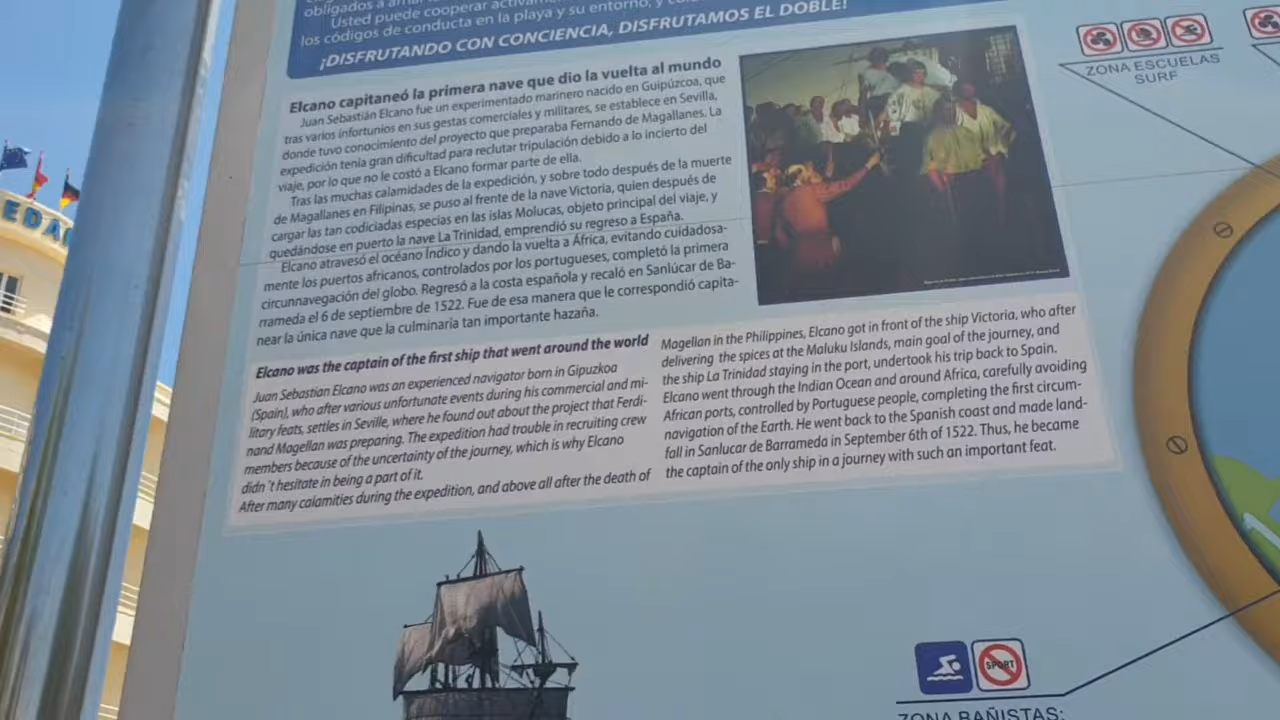 obligados a
Usted puede cooperar
los códigos de conducta en la playa y su entorno, y
¡DISFRUTANDO CON CONCIENCIA, DISFRUTAMOS EL DOBLE!
Elcano capitaneó la primera nave que dio la vuelta al mundo
Juan Sebastián Elcano fue un experimentado marinero nacido en Guipúzcoa, que
tras varios infortunios en sus gestas comerciales y militares, se establece en Sevilla,
donde tuvo conocimiento del proyecto que preparaba Fernando de Magallanes. La
expedición tenía gran dificultad para reclutar tripulación debido a lo incierto del
viaje, por lo que no le costó a Elcano formar parte de ella.
Tras las muchas calamidades de la expedición, y sobre todo después de la muerte
de Magallanes en Filipinas, se puso al frente de la nave Victoria, quien después de
cargar las tan codiciadas especias en las islas Molucas, objeto principal del viaje, y
quedándose en puerto la nave La Trinidad, emprendió su regreso a España.
Elcano atravesó el océano Índico y dando la vuelta a África, evitando cuidadosa-
mente los puertos africanos, controlados por los portugueses, completó la primera
circunnavegación del globo. Regresó a la costa española y recaló en Sanlúcar de Ba-
rrameda el 6 de septiembre de 1522. Fue de esa manera que le correspondió capita-
near la única nave que la culminaría tan importante hazaña.
Elcano was the captain of the first ship that went around the world
Juan Sebastian Elcano was an experienced navigator born in Gipuzkoa
(Spain), who after various unfortunate events during his commercial and mi-
litary feats, settles in Seville, where he found out about the project that Ferdi-
nand Magellan was preparing. The expedition had trouble in recruiting crew
members because of the uncertainty of the journey, which is why Elcano
didn´t hesitate in being a part of it.
After many calamities during the expedition, and above all after the death of
Magellan in the Philippines, Elcano got in front of the ship Victoria, who after
delivering the spices at the Maluku Islands, main goal of the journey, and
the ship La Trinidad staying in the port, undertook his trip back to Spain.
Elcano went through the Indian Ocean and around Africa, carefully avoiding
African ports, controlled by Portuguese people, completing the first circum-
navigation of the Earth. He went back to the Spanish coast and made land-
fall in Sanlucar de Barrameda in September 6th of 1522. Thus, he became
the captain of the only ship in a journey with such an important feat.
ZONA ESCUELAS
SURF
SPORT
ZONA BAÑISTAS: